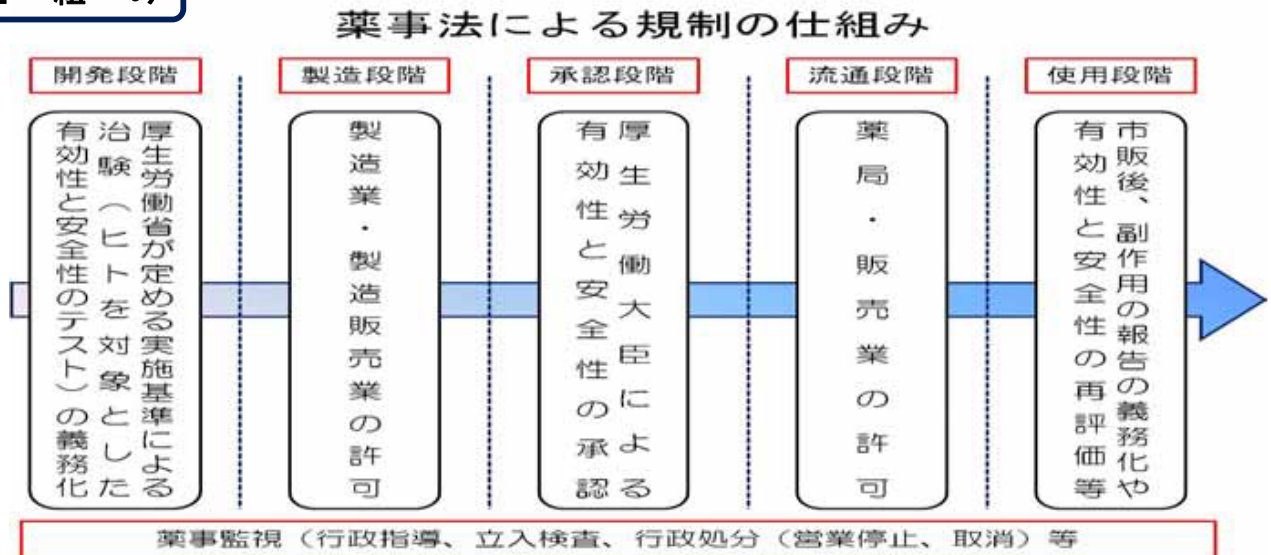 薬事法による規制の仕組み
開発段階
製造段階
承認段階
流通段階
使用段階
厚生労働省が定める実施基準による
治験（ヒトを対象とした
有効性と安全性のテスト）の義務化
製造業・製造販売業の許可
厚生労働大臣による
有効性と安全性の承認
薬局・販売業の許可
市販後、副作用の報告の義務化や
有効性と安全性の再評価等
薬事監視（行政指導、立入検査、行政処分（営業停止、取消）等